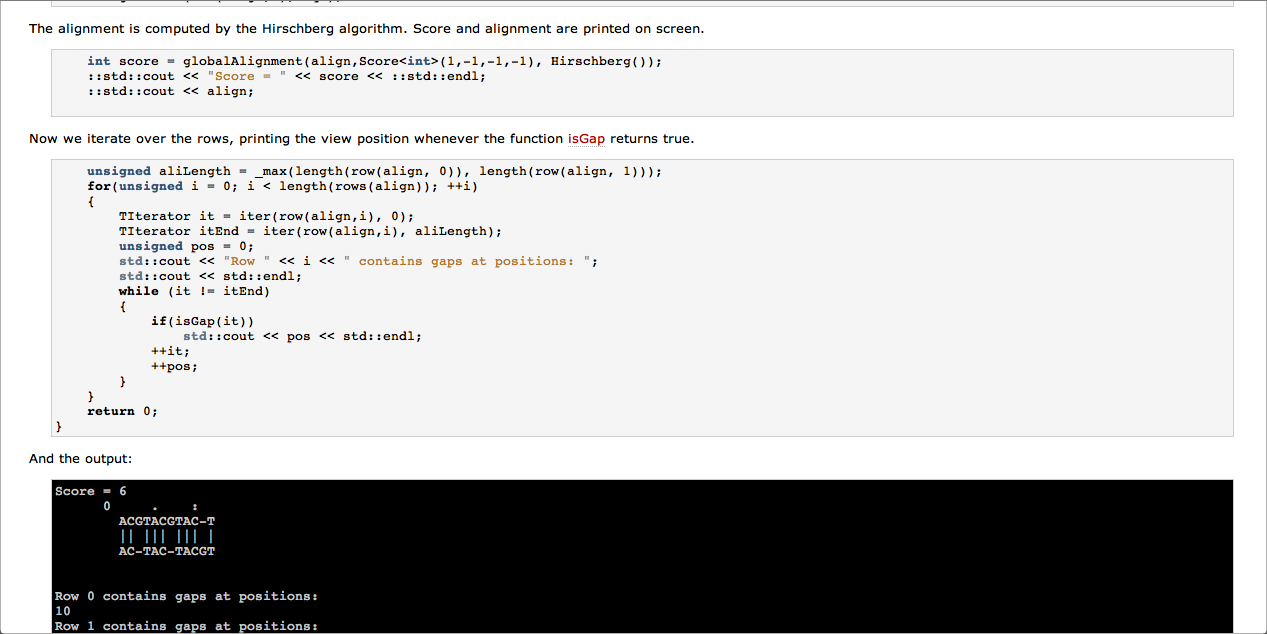 The alignment is computed by the Hirschberg algorithm. Score and alignment are printed on screen.
int score = globalAlignment(align,Score<int>(1,-1,-1,-1), Hirschberg());
::std::cout << "Score = " << score << ::std::endl;
::std::cout << align;
Now we iterate over the rows, printing the view position whenever the function isGap returns true.
unsigned aliLength = _max(length(row(align, 0)), length(row(align, 1)));
for(unsigned i = 0; i < length(rows(align)); ++i)
{
TIterator it = iter(row(align,i), 0);
TIterator itEnd = iter(row(align,i), aliLength);
unsigned pos = 0;
std::cout << "Row " << i << " contains gaps at positions: ";
std::cout << std::endl;
while (it != itEnd)
{
if(isGap(it))
std::cout << pos << std::endl;
++it;
++pos;
}
}
return 0;
}
And the output:
Score = 6
0 . :
ACGTACGTAC-T
|| ||| ||| |
AC-TAC-TACGT
Row 0 contains gaps at positions:
10
Row 1 contains gaps at positions: